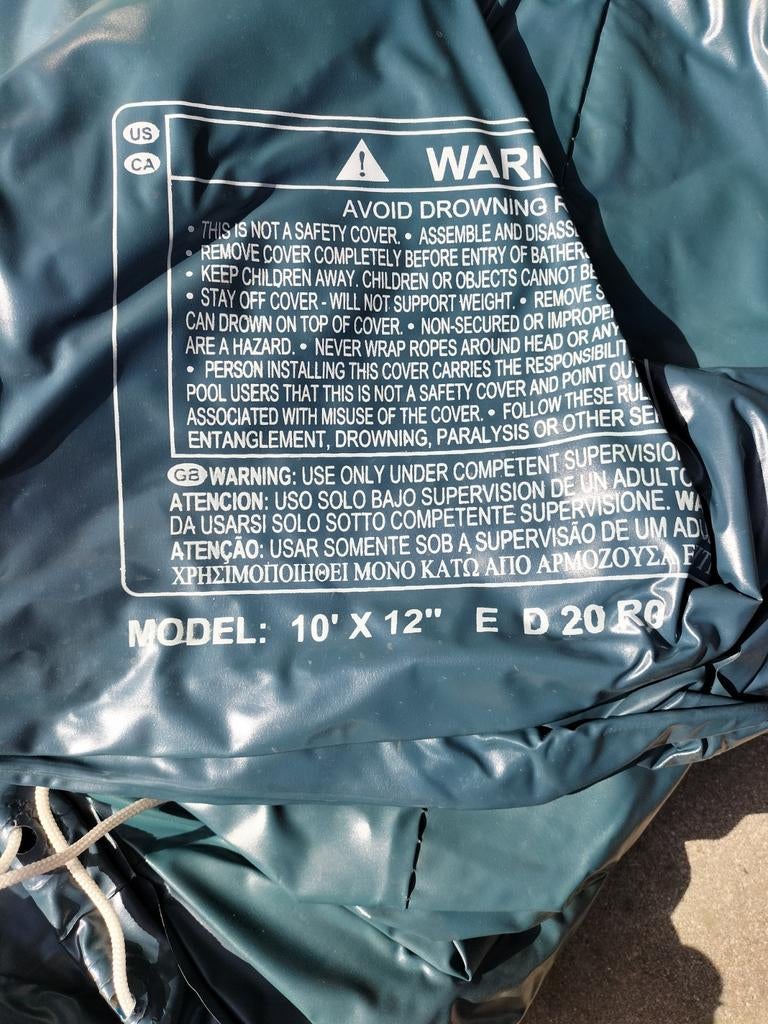 US
CA
WARN
AVOID DROWNING R
• THIS IS NOT A SAFETY COVER. • ASSEMBLE AND DISASS
• REMOVE COVER COMPLETELY BEFORE ENTRY OF BATHERS
• KEEP CHILDREN AWAY. CHILDREN OR OBJECTS CANNOT BE
• STAY OFF COVER - WILL NOT SUPPORT WEIGHT. • REMOVE S
CAN DROWN ON TOP OF COVER. • NON-SECURED OR IMPROPE
ARE A HAZARD. • NEVER WRAP ROPES AROUND HEAD OR ANY
• PERSON INSTALLING THIS COVER CARRIES THE RESPONSIBILIT
POOL USERS THAT THIS IS NOT A SAFETY COVER AND POINT OUT
ASSOCIATED WITH MISUSE OF THE COVER. • FOLLOW THESE RUL
ENTANGLEMENT, DROWNING, PARALYSIS OR OTHER SE
GB WARNING: USE ONLY UNDER COMPETENT SUPERVISIO
ATENCION: USO SOLO BAJO SUPERVISION DE UN ADULTO
DA USARSI SOLO SOTTO COMPETENTE SUPERVISIONE. WA
ATENÇÃO: USAR SOMENTE SOB A SUPERVISÃO DE UM ADU
ΧΡΗΣΙΜΟΠΟΙΗΘΕΙ ΜΟΝΟ ΚΑΤΩ ΑΠΟ ΑΡΜΟΖΟΥΣΑ
MODEL: 10' X 12" E D 20 R0